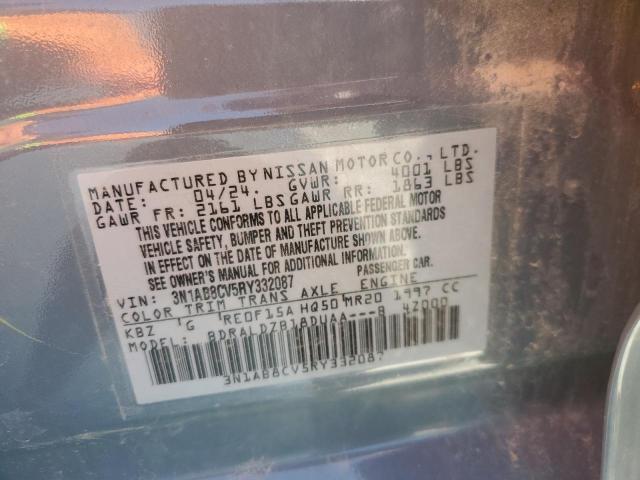 MANUFACTURED BY NISSAN MOTOR CO., LTD.
DATE: 04/24. GVWR: 4001 LBS
GAWR FR: 2161 LBS GAWR RR: 1863 LBS
THIS VEHICLE CONFORMS TO ALL APPLICABLE FEDERAL MOTOR
VEHICLE SAFETY, BUMPER AND THEFT PREVENTION STANDARDS
IN EFFECT ON THE DATE OF MANUFACTURE SHOWN ABOVE.
SEE OWNER'S MANUAL FOR ADDITIONAL INFORMATION.
VIN: 3N1AB8CV5RY332087 PASSENGER CAR.
COLOR TRIM TRANS AXLE ENGINE
KBZ G RE0F15A HQ50 MR20 1997 CC
MODEL: BDRALDZB18DUAA---B 4Z000
3N1AB8CV5RY332087